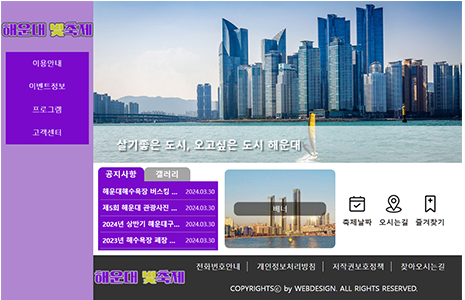 해운대 빛축제
이용안내
이벤트정보
프로그램
고객센터
살기좋은 도시, 오고싶은 도시 해운대
공지사항 갤러리
해운대해수욕장 버스킹 ... 2024.03.30
제5회 해운대 관광사진 ... 2024.03.30
2024년 상반기 해운대구... 2024.03.30
2023년 해수욕장 폐장 ... 2024.03.30
배너
축제날짜 오시는길 즐겨찾기
해운대 빛축제
전화번호안내 | 개인정보처리방침 | 저작권보호정책 | 찾아오시는길
COPYRIGHTSⓒ by WEBDESIGN. ALL RIGHTS RESERVED.